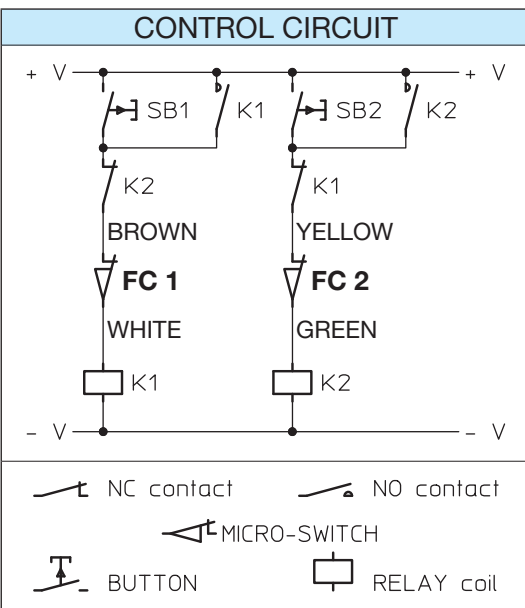 CONTROL CIRCUIT
+ V + V
SB1 K1 SB2 K2
K2 K1
BROWN YELLOW
FC 1 FC 2
WHITE GREEN
K1 K2
- V - V
NC contact NO contact
MICRO-SWITCH
BUTTON RELAY coil